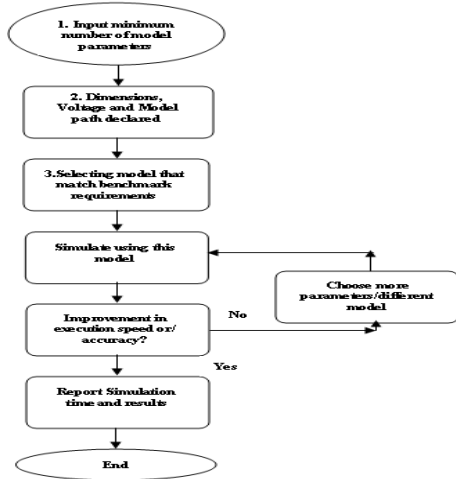 1. Input minimum
number of model
parameters
2. Dimensions,
Voltage and Model
path declared
3.Selecting model that
match benchmark
requirements
Simulate using this
model
Choose more
parameters/different
model
Improvement in
execution speed or/
accuracy?
No
Yes
Report Simulation
time and results
End